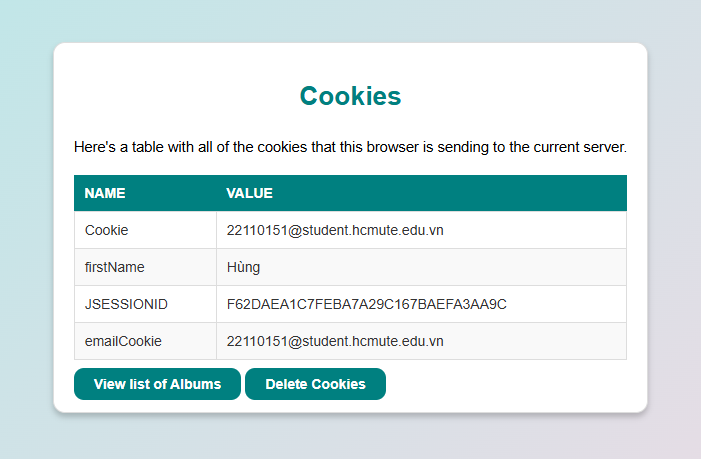 Cookies
Here's a table with all of the cookies that this browser is sending to the current server.
NAME VALUE
Cookie 22110151@student.hcmute.edu.vn
firstName Hùng
JSESSIONID F62DAEA1C7FEBA7A29C167BAEFA3AA9C
emailCookie 22110151@student.hcmute.edu.vn
View list of Albums Delete Cookies